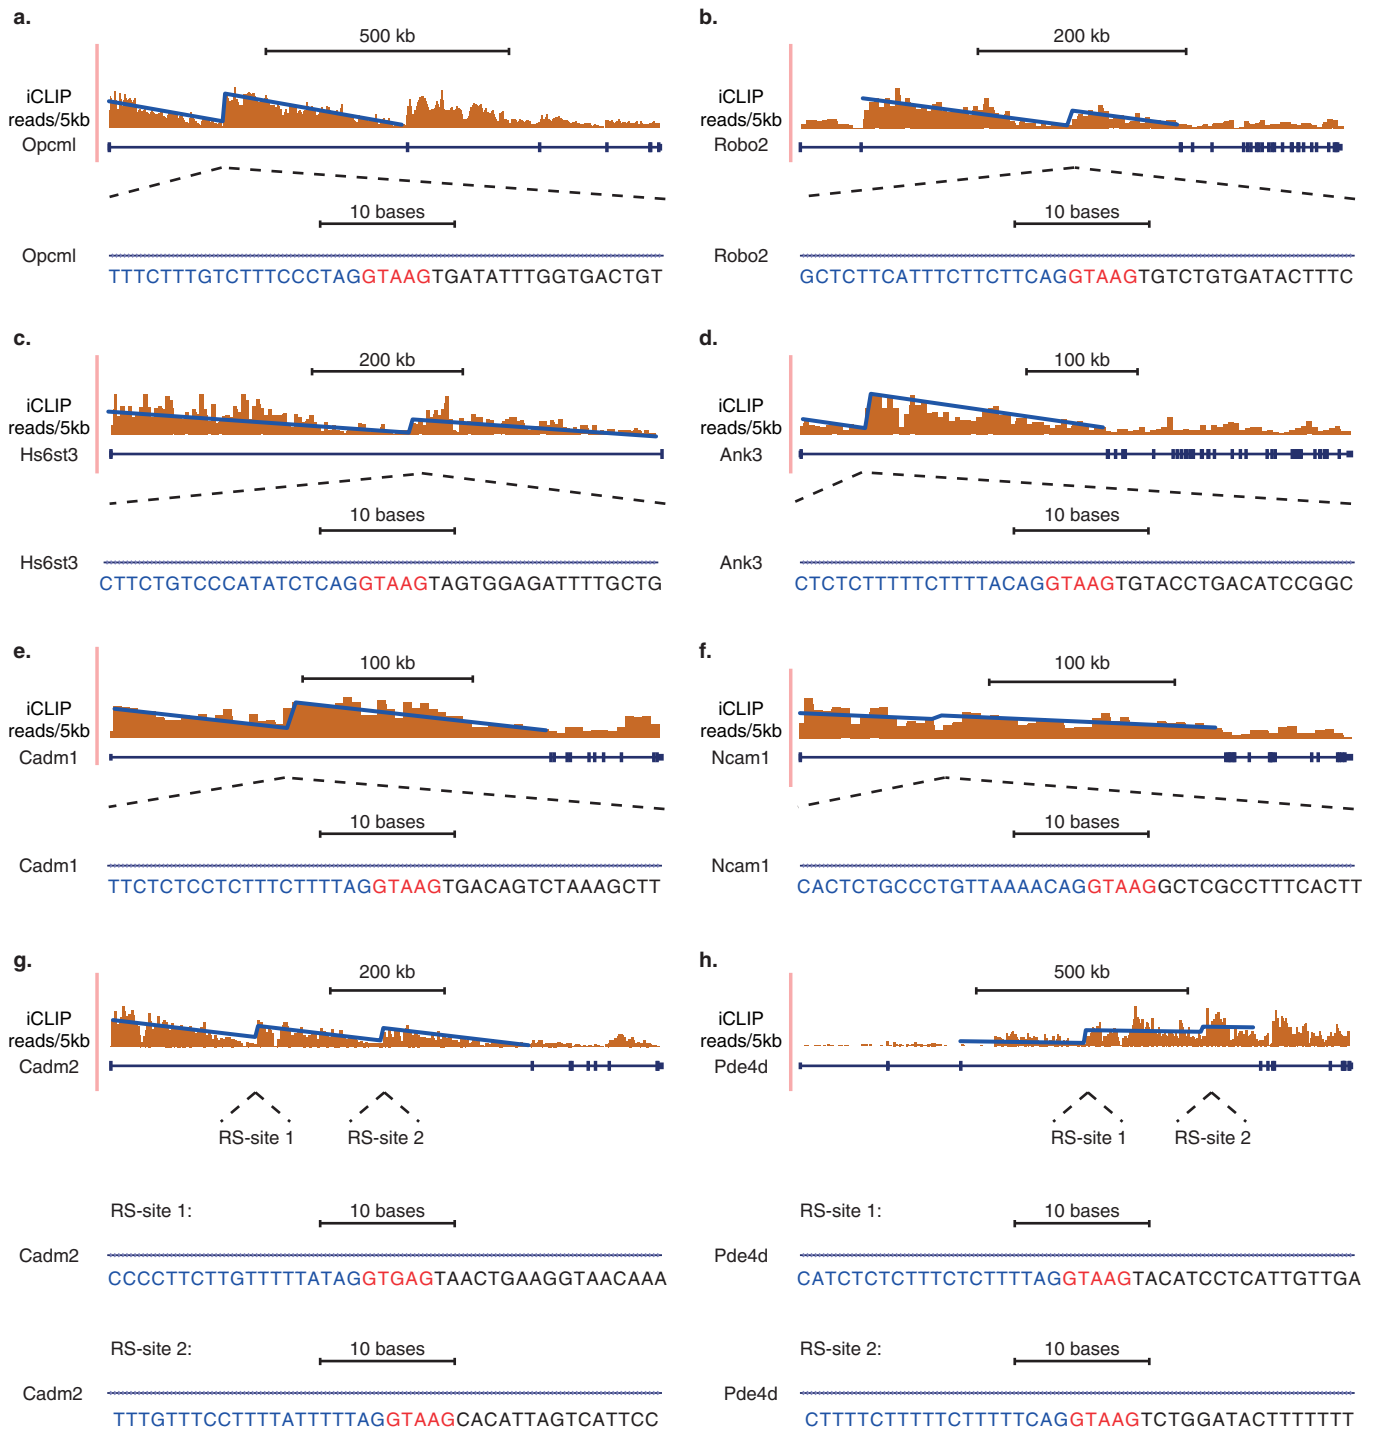 a.
500 kb
iCLIP
reads/5kb
Opcml
10 bases
Opcml
TTTCTTTGTCTTTCCCTAGGTAAGTGATATTTGGTGACTGT
b.
200 kb
iCLIP
reads/5kb
Robo2
10 bases
Robo2
GCTCTTCATTTCTTCTTCAGGTAAGTGTCTGTGATACTTTC
c.
200 kb
iCLIP
reads/5kb
Hs6st3
10 bases
Hs6st3
CTTCTGTCCCATATCTCAGGTAAGTAGTGGAGATTTTGCTG
d.
100 kb
iCLIP
reads/5kb
Ank3
10 bases
Ank3
CTCTCTTTTTCTTTTACAGGTAAGTGTACCTGACATCCGGC
e.
100 kb
iCLIP
reads/5kb
Cadm1
10 bases
Cadm1
TTCTCTCCTCTTTCTTTTAGGTAAGTGACAGTCTAAAGCTT
f.
100 kb
iCLIP
reads/5kb
Ncam1
10 bases
Ncam1
CACTCTGCCCTGTTAAAACAGGTAAGGCTCGCCTTTCACTT
g.
200 kb
iCLIP
reads/5kb
Cadm2
RS-site 1 RS-site 2
RS-site 1:
10 bases
Cadm2
CCCCTTCTTGTTTTTATAGGTGAGTAACTGAAGGTAACAAA
RS-site 2:
10 bases
Cadm2
TTTGTTTCCTTTTATTTTTAGGTAAGCACATTAGTCATTCC
h.
500 kb
iCLIP
reads/5kb
Pde4d
RS-site 1 RS-site 2
RS-site 1:
10 bases
Pde4d
CATCTCTCTTTCTCTTTTAGGTAAGTACATCCTCATTGTTGA
RS-site 2:
10 bases
Pde4d
CTTTTCTTTTTCTTTTTCAGGTAAGTCTGGATACTTTTTTT